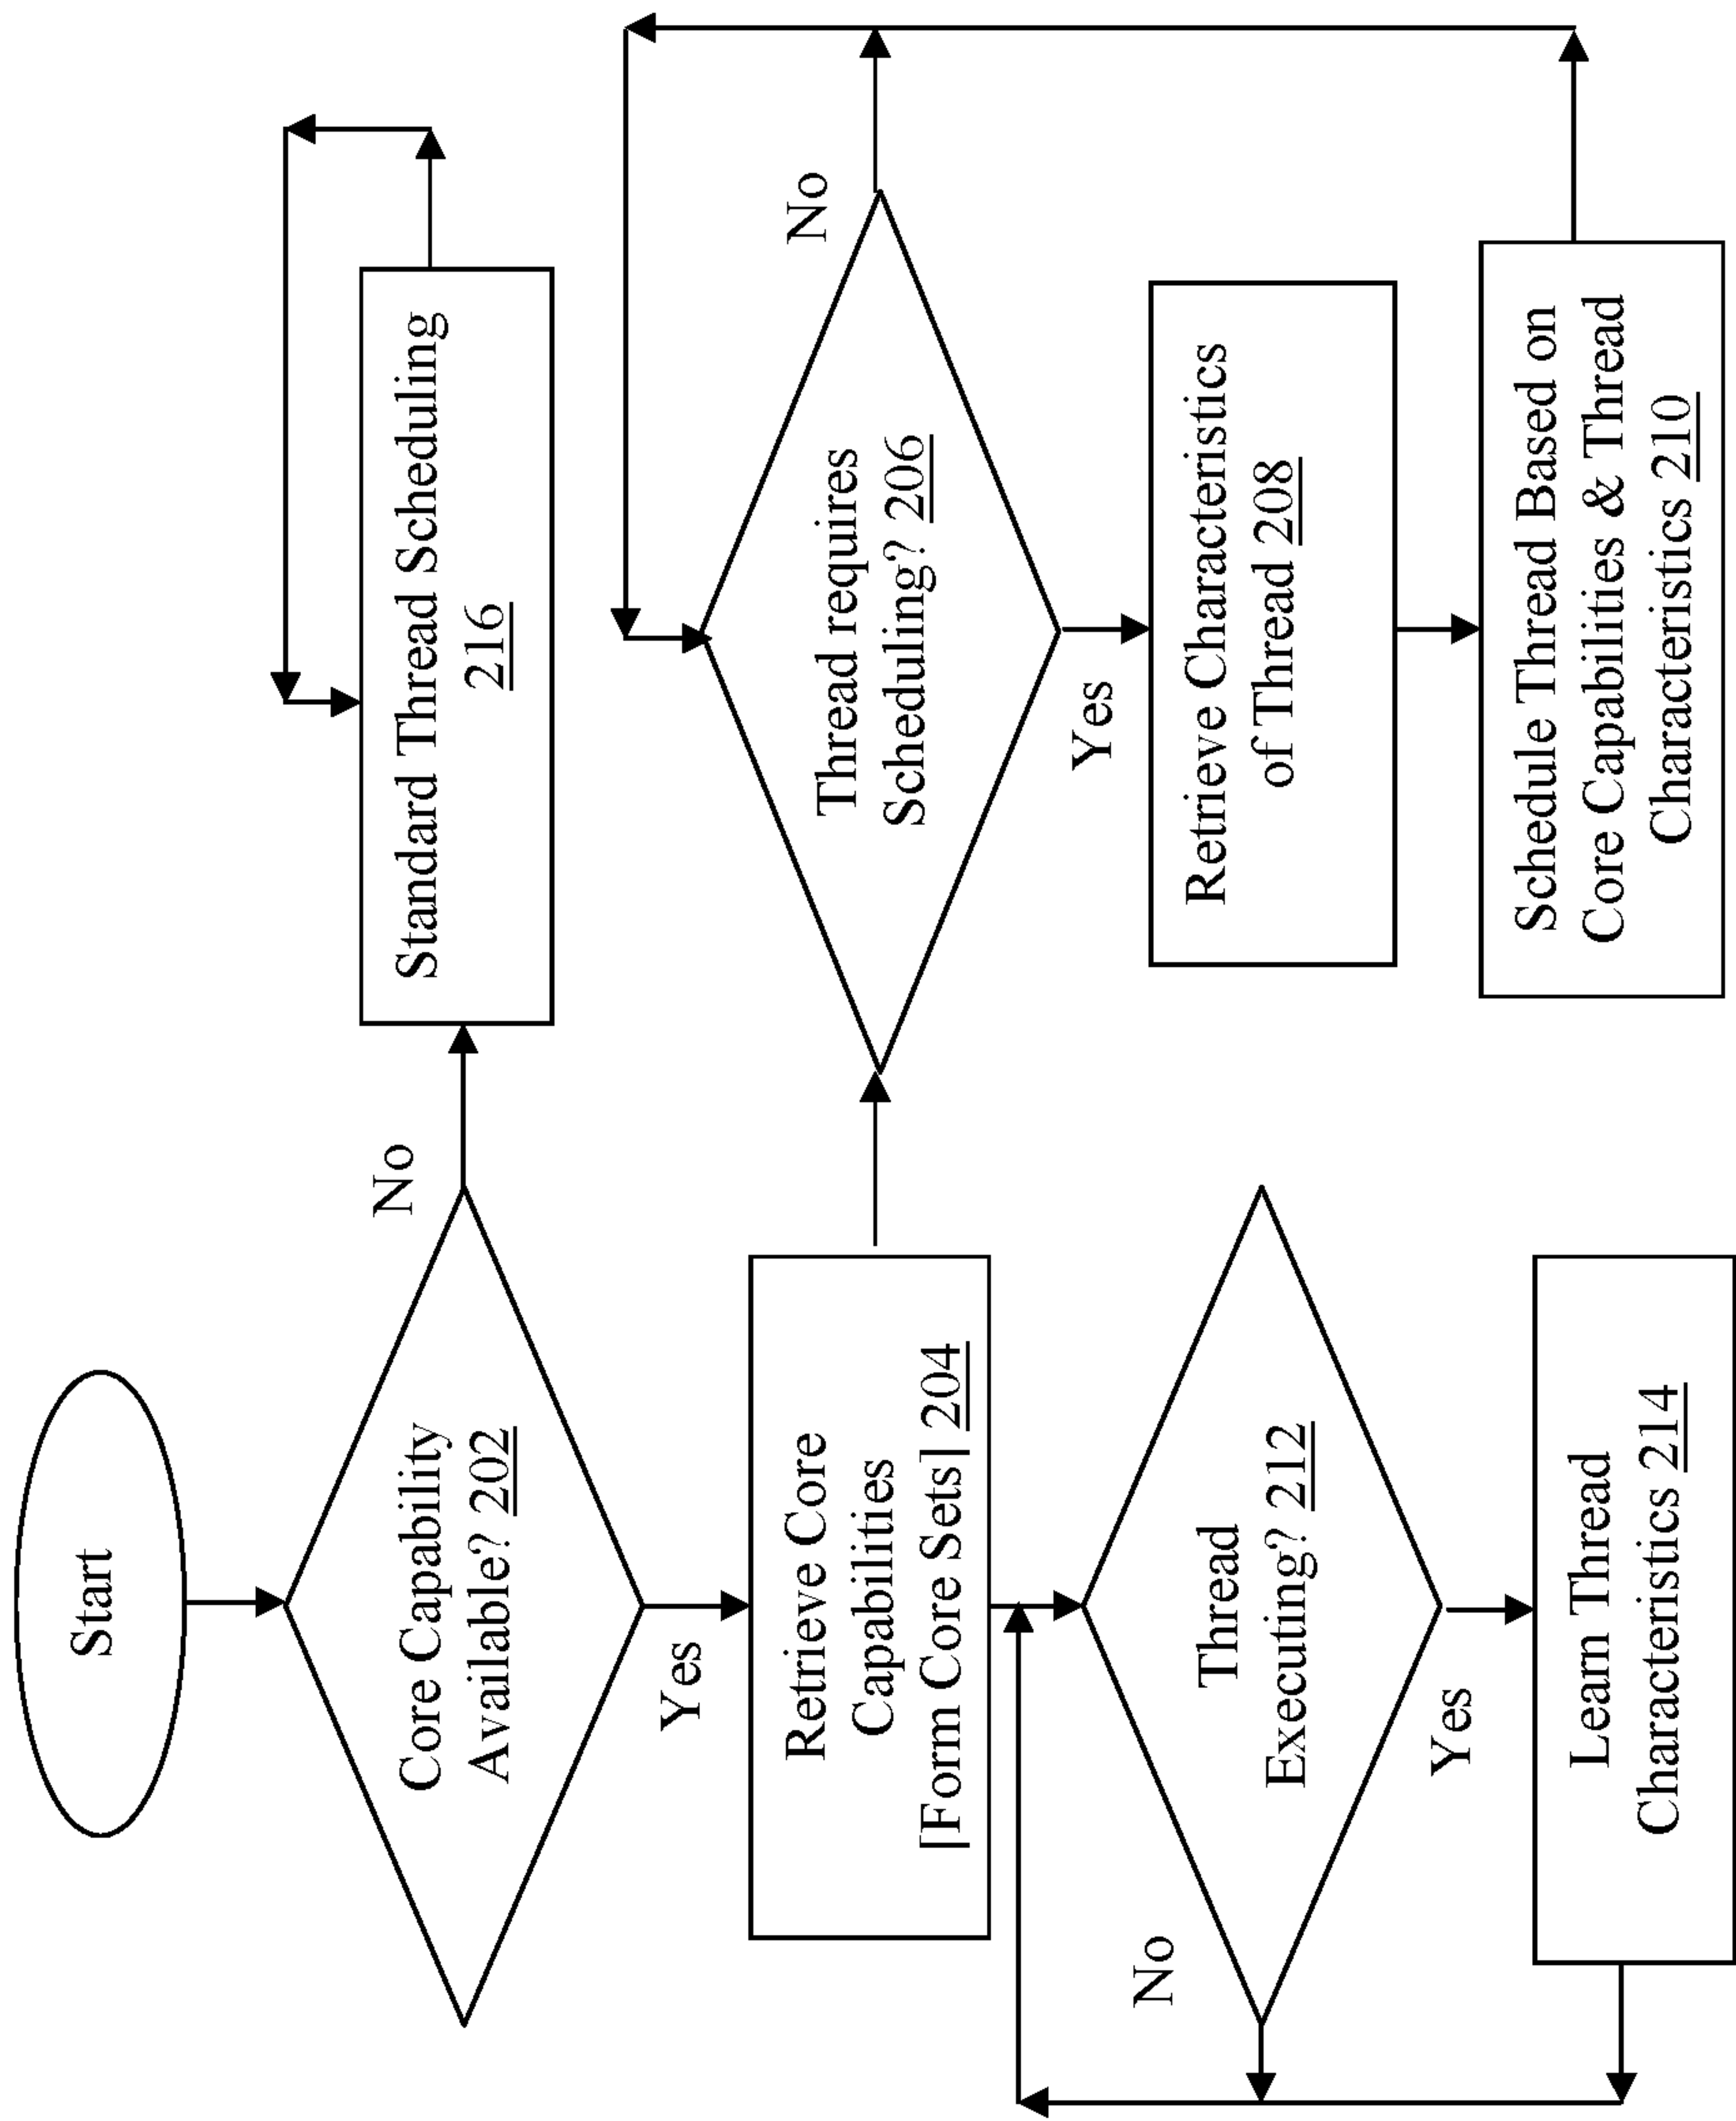 Start
Core Capability
Available? 202
No
Standard Thread Scheduling
216
Yes
Retrieve Core
Capabilities
[Form Core Sets] 204
Thread requires
Scheduling? 206
No
Yes
Retrieve Characteristics
of Thread 208
Schedule Thread Based on
Core Capabilities & Thread
Characteristics 210
Thread
Executing? 212
No
Yes
Learn Thread
Characteristics 214